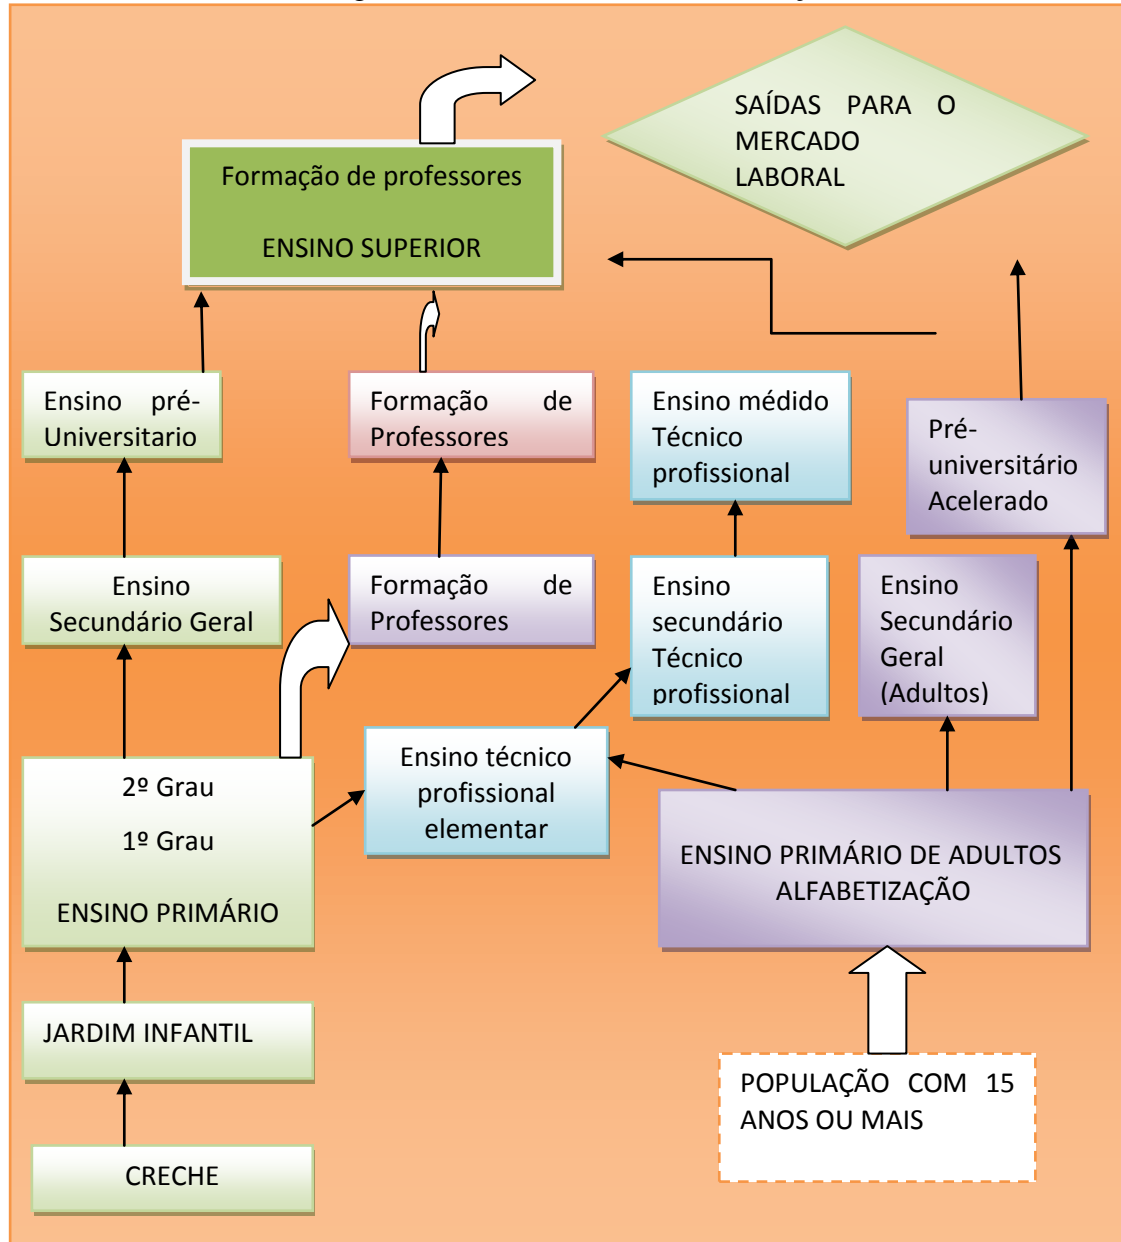 SAÍDAS PARA O
MERCADO
LABORAL
Formação de professores
ENSINO SUPERIOR
Ensino pré-
Universitario
Formação de
Professores
Ensino médido
Técnico
profissional
Pré-
universitário
Acelerado
Ensino
Secundário Geral
Formação de
Professores
Ensino
secundário
Técnico
profissional
Ensino
Secundário
Geral
(Adultos)
2º Grau
1º Grau
ENSINO PRIMÁRIO
Ensino técnico
profissional
elementar
ENSINO PRIMÁRIO DE ADULTOS
ALFABETIZAÇÃO
JARDIM INFANTIL
POPULAÇÃO COM 15
ANOS OU MAIS
CRECHE